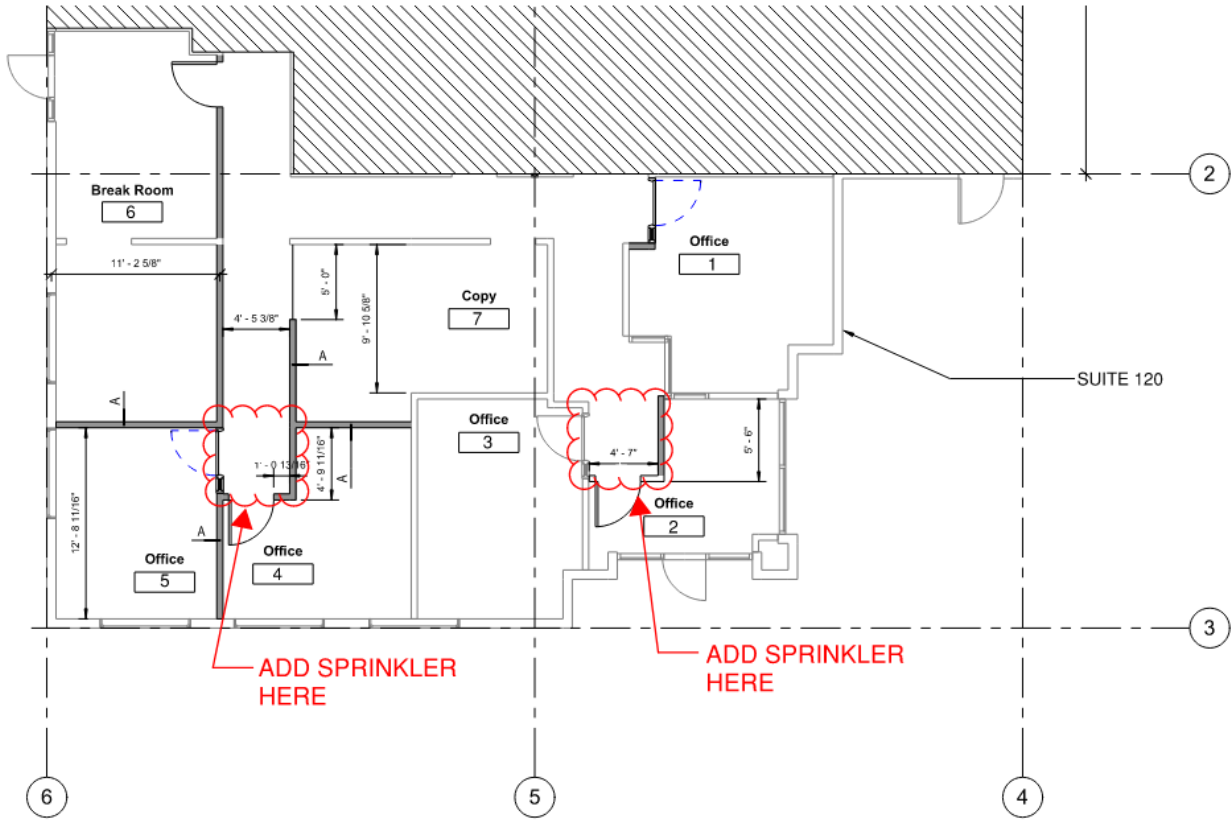 2
Break Room
6
Office
1
11' - 2 5/8"
5' - 0"
9' - 10 5/8"
Copy
7
4' - 5 3/8"
A
SUITE 120
A
Office
3
4' - 7"
5' - 6"
1' - 0 13/16"
4' - 9 11/16"
A
12' - 8 11/16"
A
Office
2
Office
5
Office
4
3
ADD SPRINKLER
HERE
ADD SPRINKLER
HERE
6
5
4